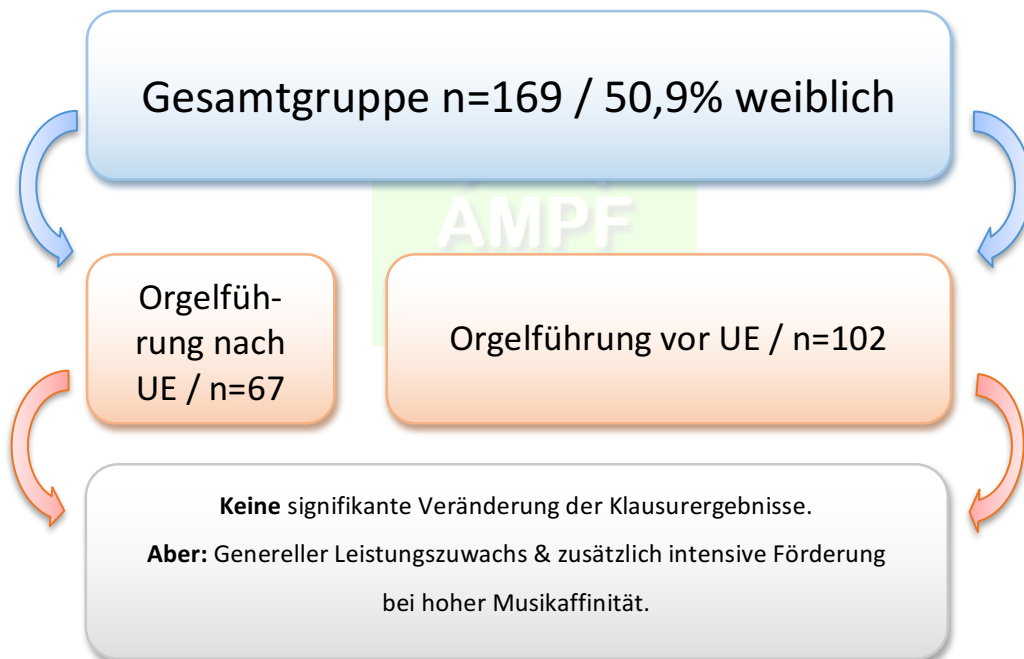 Gesamtgruppe n=169 / 50,9% weiblich
AMPF
Orgelfüh-
rung nach
UE / n=67
Orgelführung vor UE / n=102
Keine signifikante Veränderung der Klausurergebnisse.
Aber: Genereller Leistungszuwachs & zusätzlich intensive Förderung
bei hoher Musikaffinität.